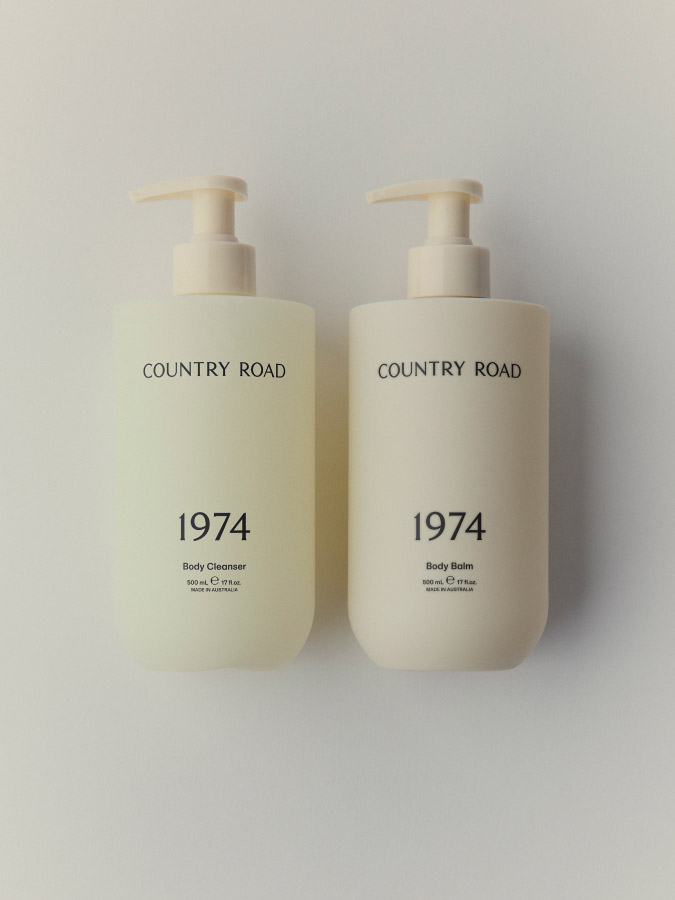 COUNTRY ROAD
1974
Body Cleanser
500 mL ℮ 17 fl.oz.
MADE IN AUSTRALIA
COUNTRY ROAD
1974
Body Balm
500 mL ℮ 17 fl.oz.
MADE IN AUSTRALIA